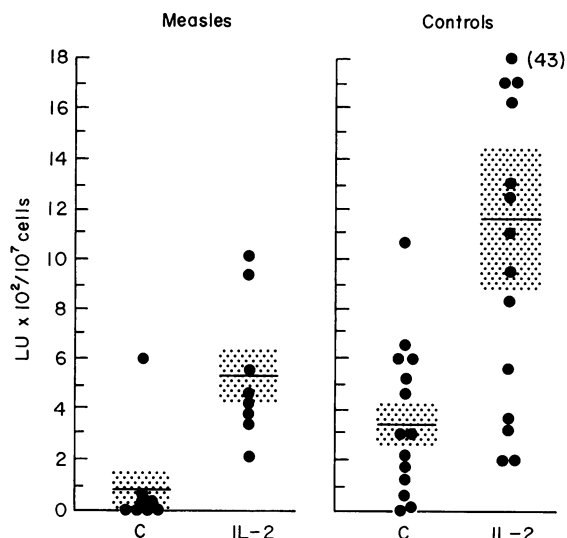 Measles
Controls
LU x 10²/10⁷ cells
18
16
14
12
10
8
6
4
2
0
(43)
C
IL-2
C
IL-2